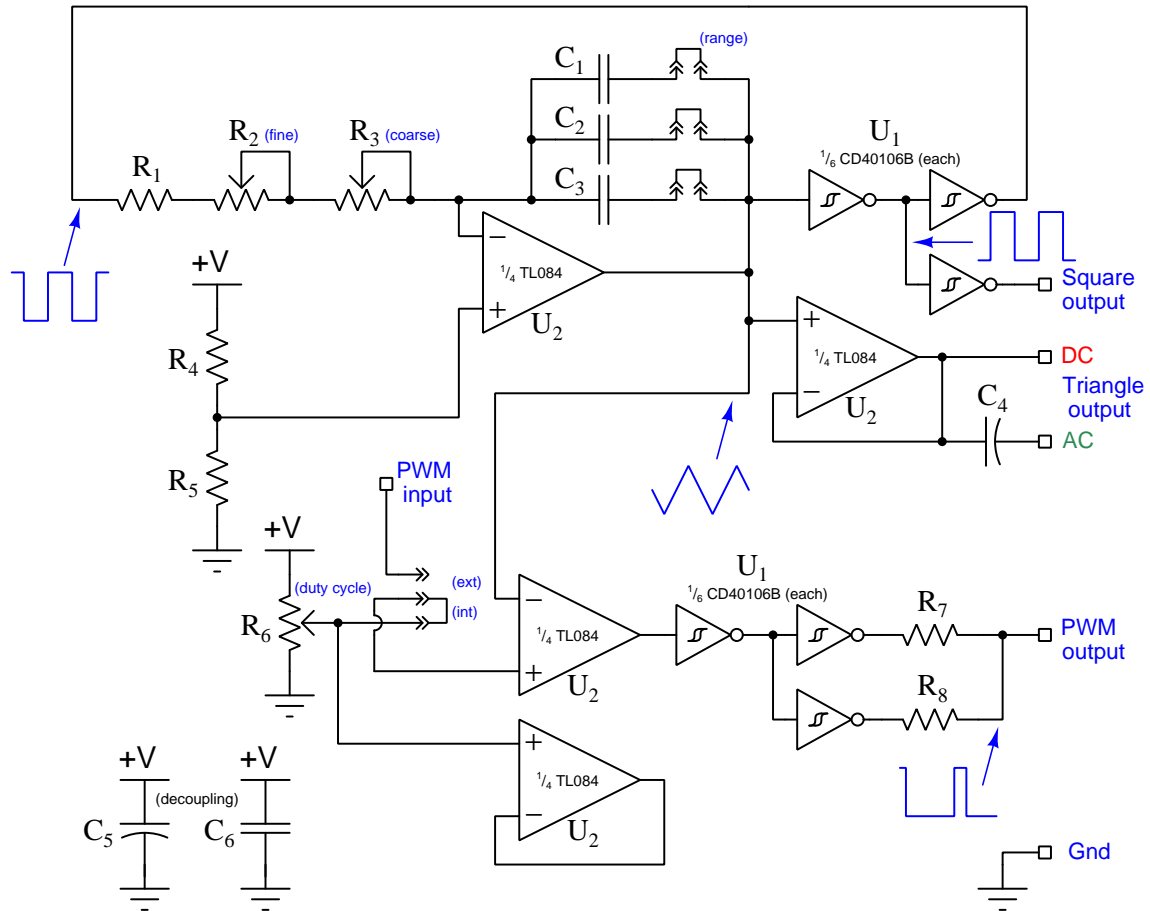 C1
(range)
C2
C3
R1
R2 (fine)
R3 (coarse)
U1
1/6 CD40106B (each)
−
+
1/4 TL084
U2
Square
output
+V
R4
R5
+
−
1/4 TL084
U2
DC
Triangle
output
C4
AC
PWM
input
+V
(duty cycle)
(ext)
(int)
R6
−
+
1/4 TL084
U2
U1
1/6 CD40106B (each)
R7
R8
PWM
output
+
−
1/4 TL084
U2
+V
+V
(decoupling)
C5
C6
Gnd